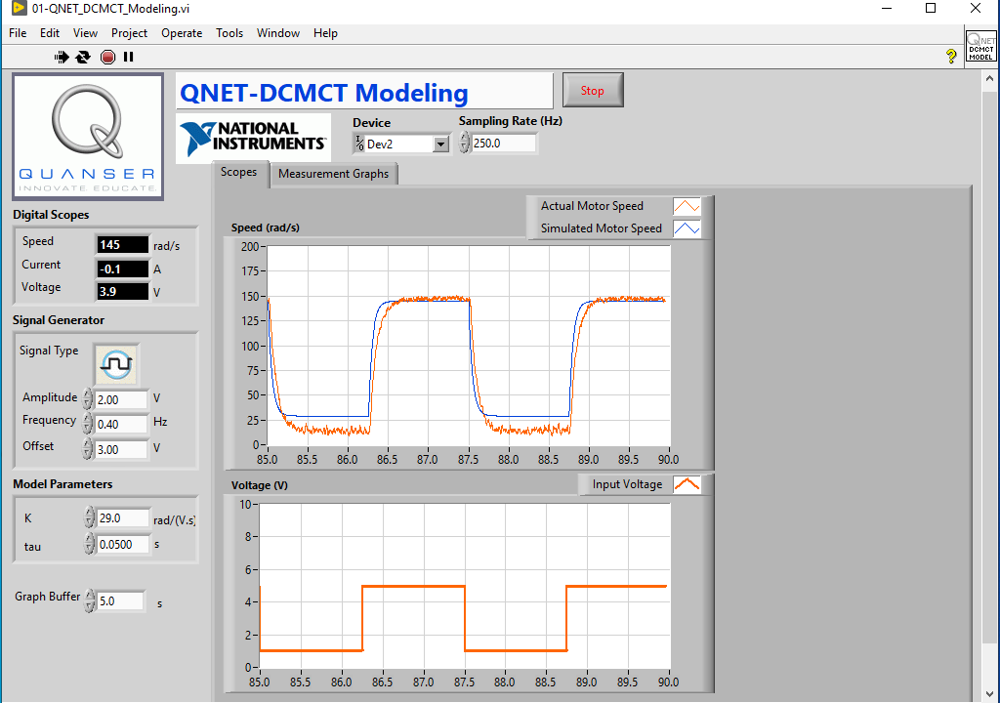 01-QNET_DCMCT_Modeling.vi
File Edit View Project Operate Tools Window Help
?
QNET
DCMCT
MODEL
QUANSER
INNOVATE. EDUCATE.
QNET-DCMCT Modeling
Stop
NATIONAL
INSTRUMENTS
Device
Dev2
Sampling Rate (Hz)
250.0
Scopes
Measurement Graphs
Digital Scopes
Speed 145 rad/s
Current -0.1 A
Voltage 3.9 V
Signal Generator
Signal Type
Amplitude 2.00 V
Frequency 0.40 Hz
Offset 3.00 V
Model Parameters
K 29.0 rad/(V.s)
tau 0.0500 s
Graph Buffer 5.0 s
Actual Motor Speed
Simulated Motor Speed
Speed (rad/s)
200
175
150
125
100
75
50
25
0
85.0 85.5 86.0 86.5 87.0 87.5 88.0 88.5 89.0 89.5 90.0
Voltage (V)
Input Voltage
10
8
6
4
2
0
85.0 85.5 86.0 86.5 87.0 87.5 88.0 88.5 89.0 89.5 90.0